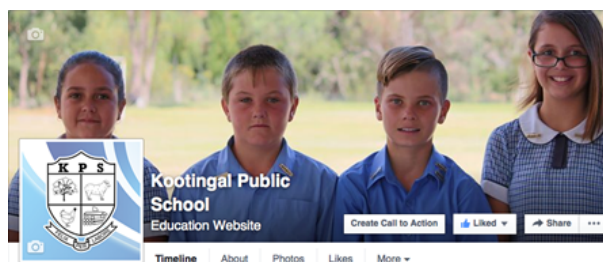 K P S
Kootingal Public
School
Education Website
Create Call to Action
Liked
Share
Timeline
About
Photos
Likes
More